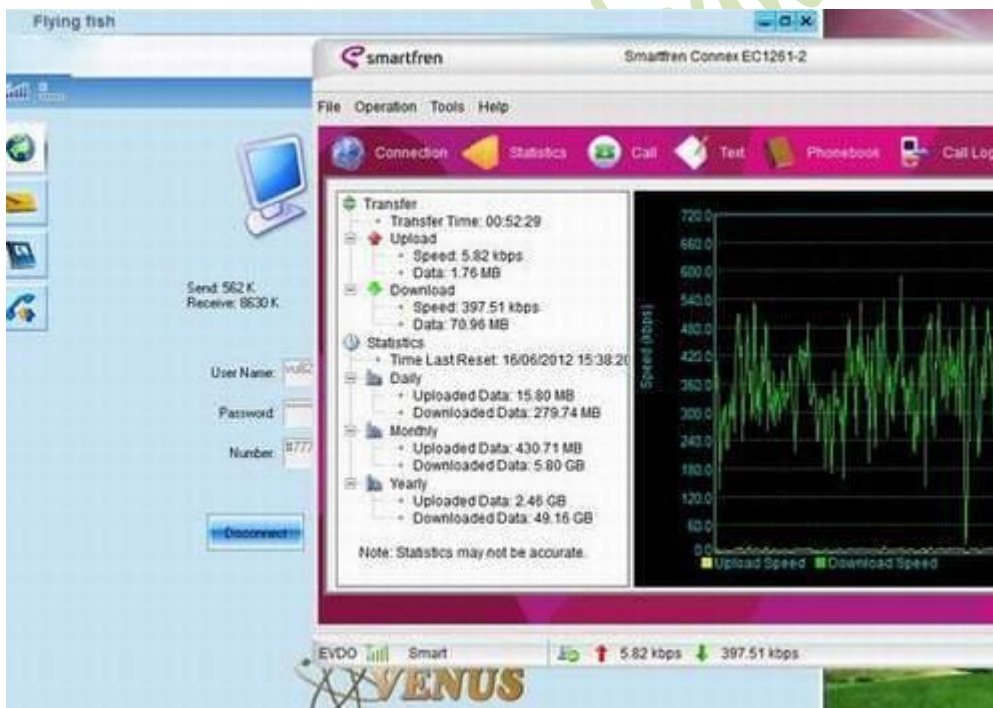 Flying fish
smartfren
Smartfren Connex EC1261-2
File Operation Tools Help
Connection Statistics Call Text Phonebook Call Log
Transfer
Transfer Time: 00:52:29
Upload
Speed: 5.82 kbps
Data: 1.76 MB
Download
Speed: 397.51 kbps
Data: 70.96 MB
Statistics
Time Last Reset: 16/06/2012 15:38:20
Daily
Uploaded Data: 15.80 MB
Downloaded Data: 279.74 MB
Monthly
Uploaded Data: 430.71 MB
Downloaded Data: 5.80 GB
Yearly
Uploaded Data: 2.46 GB
Downloaded Data: 49.16 GB
Note: Statistics may not be accurate.
Send: 562 K
Receive: 8630 K
User Name:
Password:
Number: #777
Disconnect
Speed (kbps)
720.0
660.0
600.0
540.0
480.0
420.0
360.0
300.0
240.0
180.0
120.0
60.0
0.0
Upload Speed Download Speed
EVDO Smart 5.82 kbps 397.51 kbps
VENUS